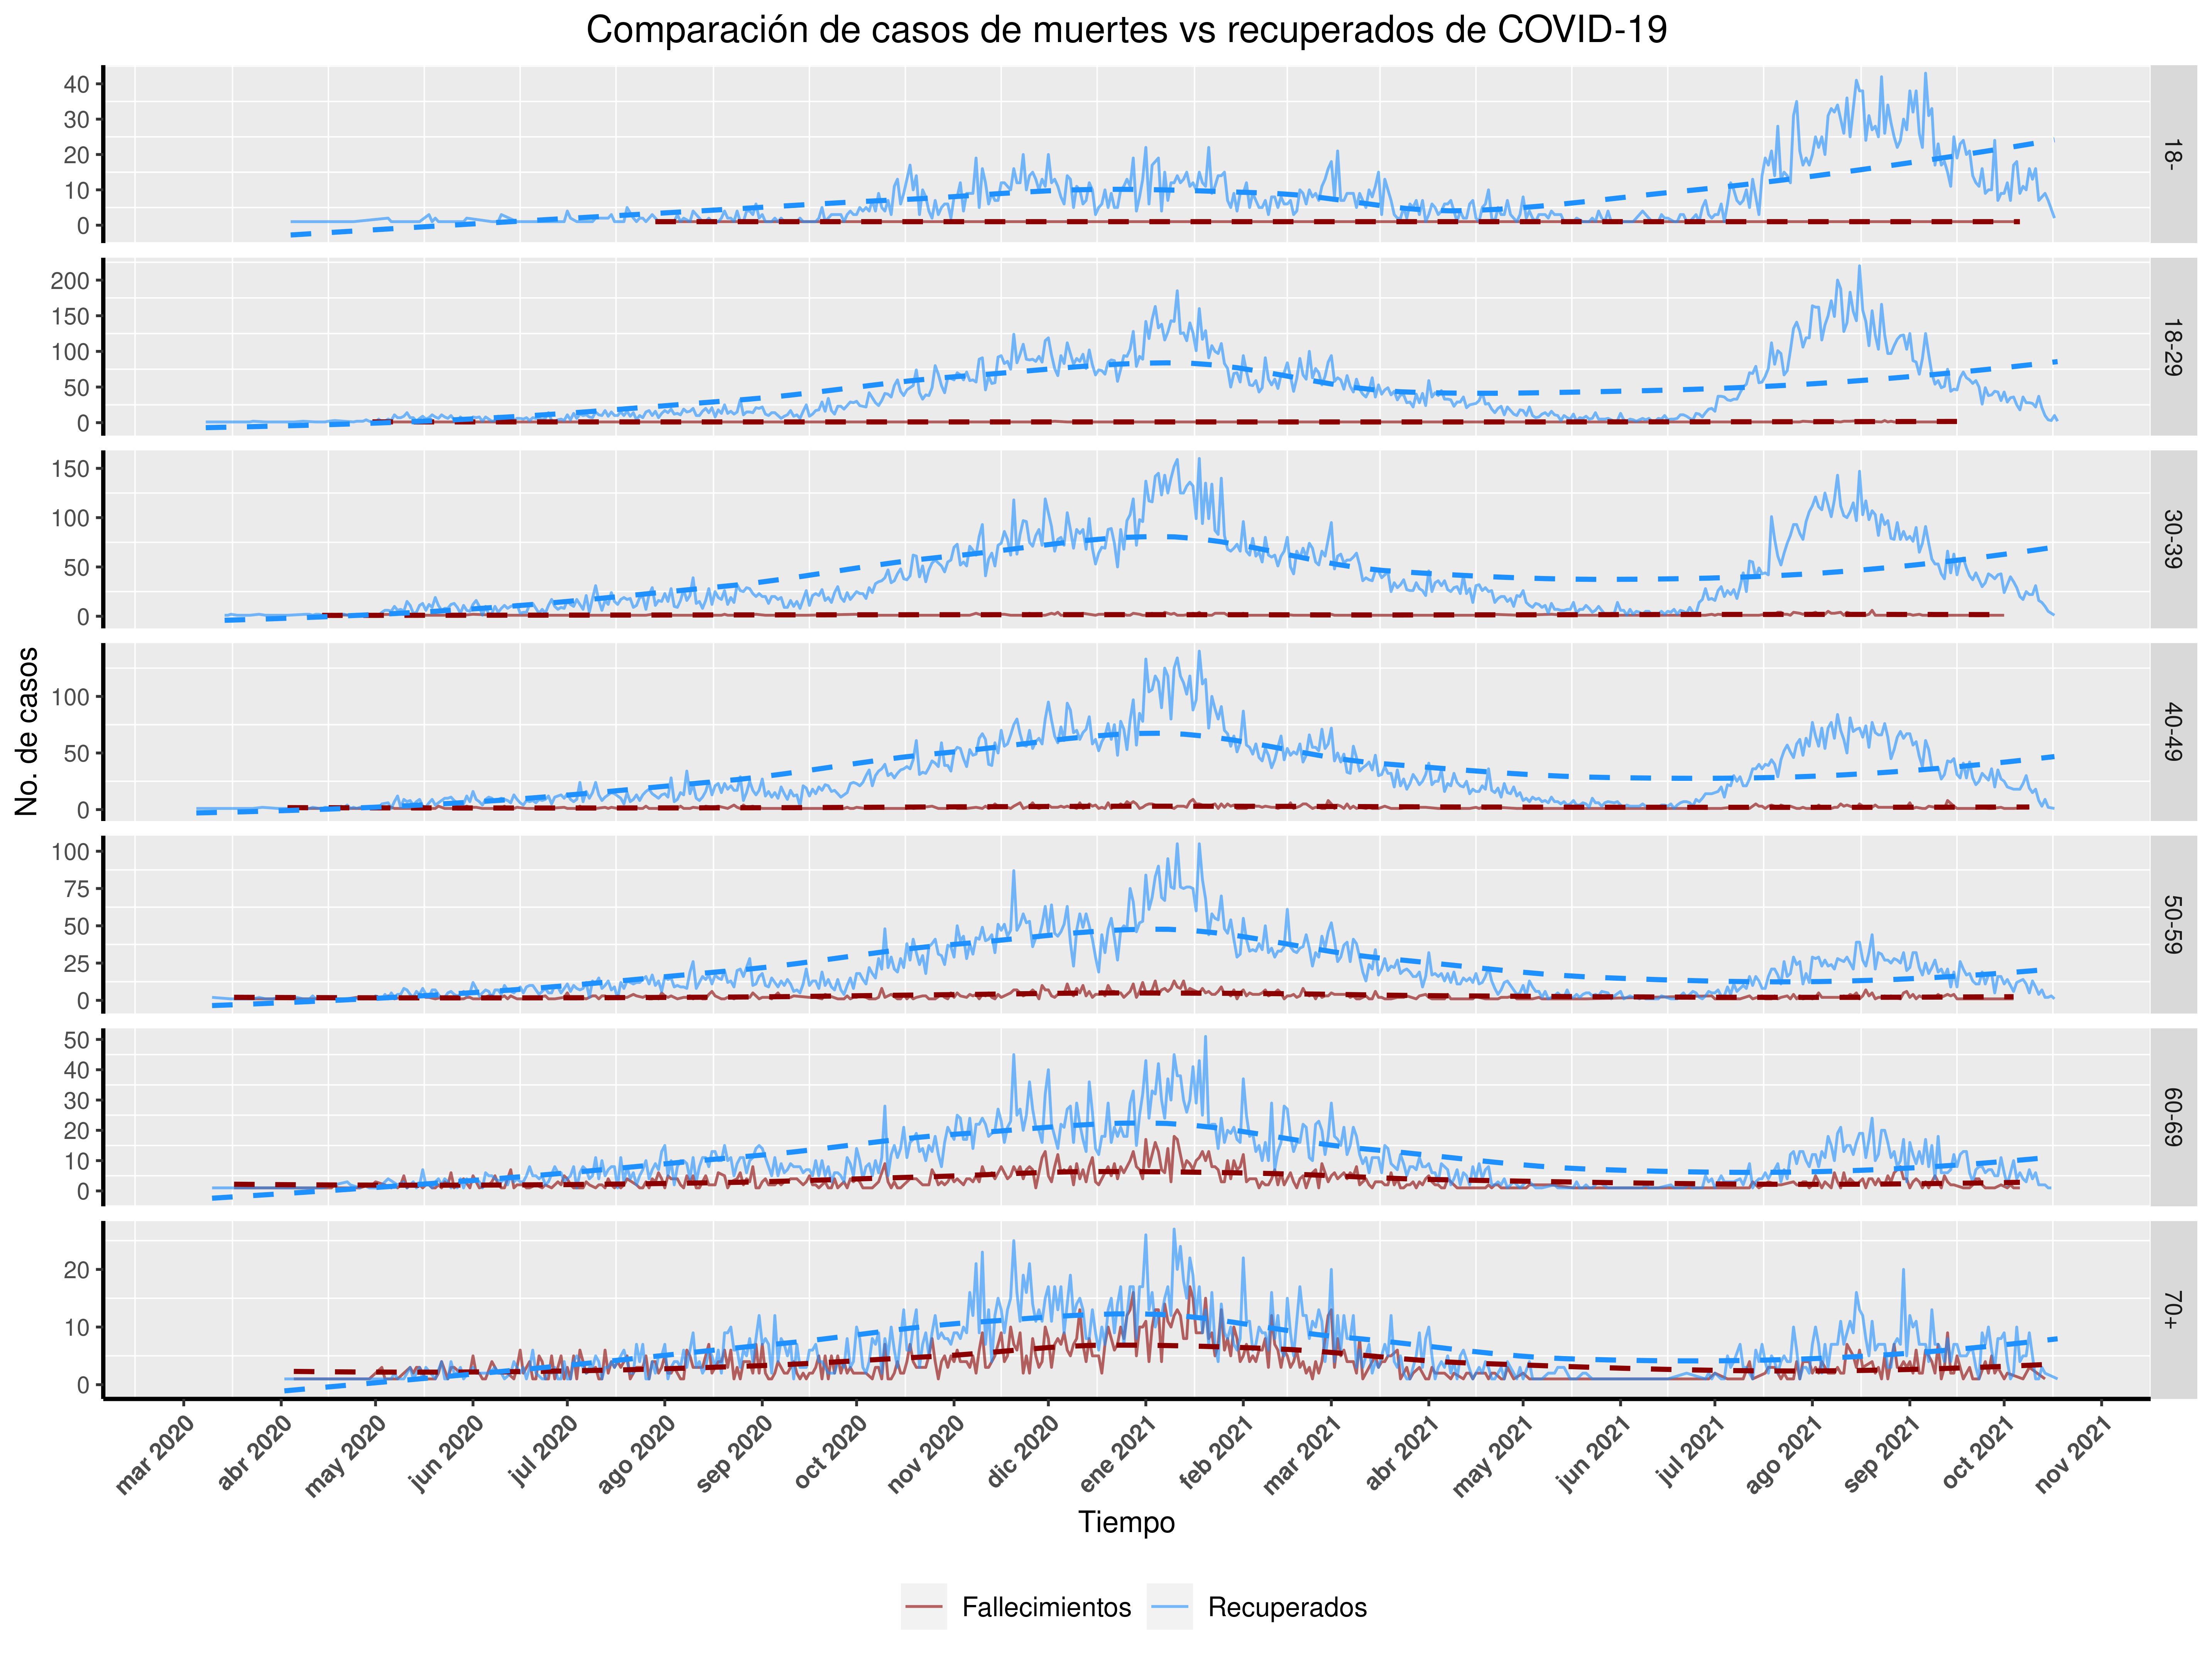 Comparación de casos de muertes vs recuperados de COVID-19
No. de casos
40
30
20
10
0
18-
200
150
100
50
0
18-29
150
100
50
0
30-39
100
50
0
40-49
100
75
50
25
0
50-59
50
40
30
20
10
0
60-69
20
10
0
70+
mar 2020
abr 2020
may 2020
jun 2020
jul 2020
ago 2020
sep 2020
oct 2020
nov 2020
dic 2020
ene 2021
feb 2021
mar 2021
abr 2021
may 2021
jun 2021
jul 2021
ago 2021
sep 2021
oct 2021
nov 2021
Tiempo
Fallecimientos
Recuperados